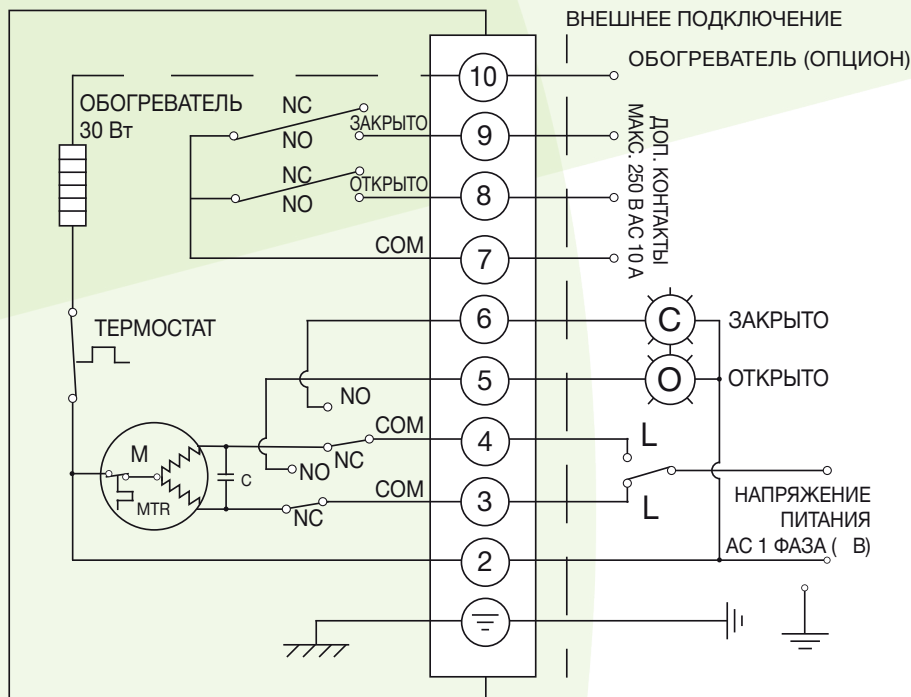 ВНЕШНЕЕ ПОДКЛЮЧЕНИЕ
10
ОБОГРЕВАТЕЛЬ (ОПЦИОН)
ОБОГРЕВАТЕЛЬ
30 Вт
NC
NO
ЗАКРЫТО
9
NC
NO
ОТКРЫТО
8
ДОП. КОНТАКТЫ
МАКС. 250 В AC 10 А
COM
7
ТЕРМОСТАТ
6
C
ЗАКРЫТО
5
O
ОТКРЫТО
NO
COM
4
L
M
NC
NO
C
MTR
COM
3
L
NC
НАПРЯЖЕНИЕ
ПИТАНИЯ
АС 1 ФАЗА ( В)
2